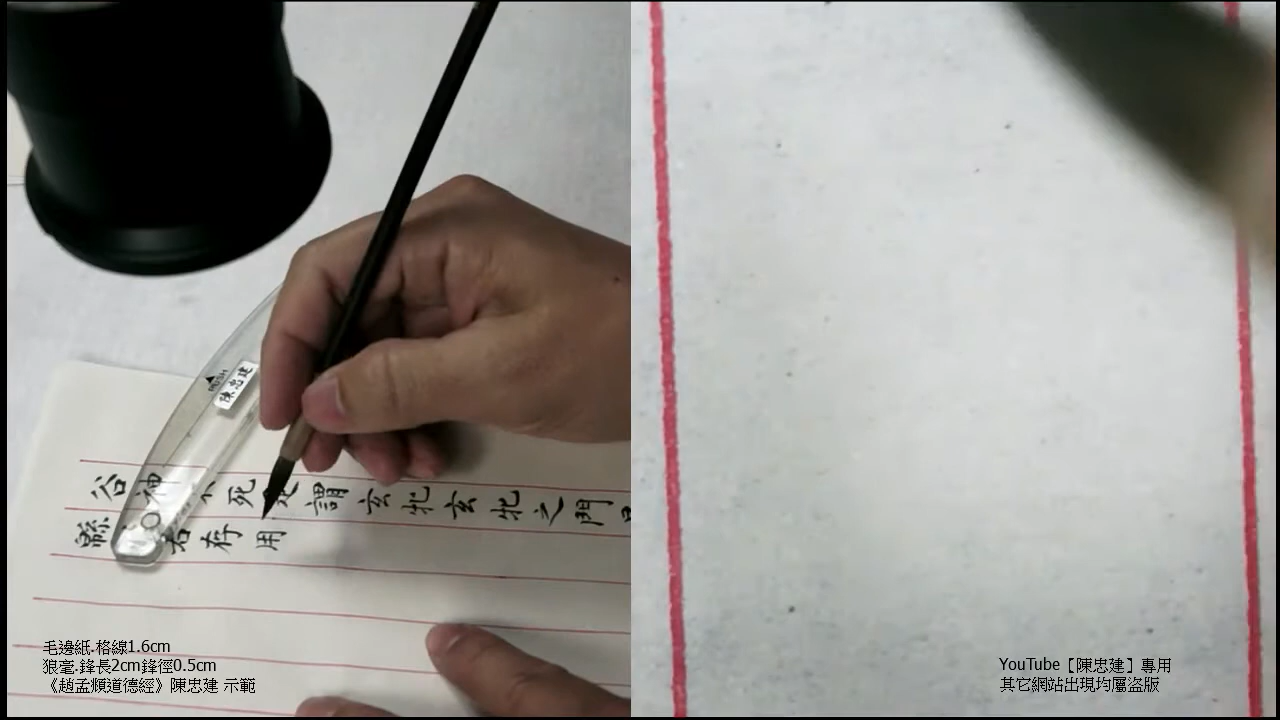 PUSH
陳忠建
谷神不死是謂玄牝玄牝之門
緜若存用
毛邊紙.格線1.6cm
狼毫.鋒長2cm鋒徑0.5cm
《趙孟頫道德經》陳忠建 示範
YouTube［陳忠建］專用
其它網站出現均屬盜版